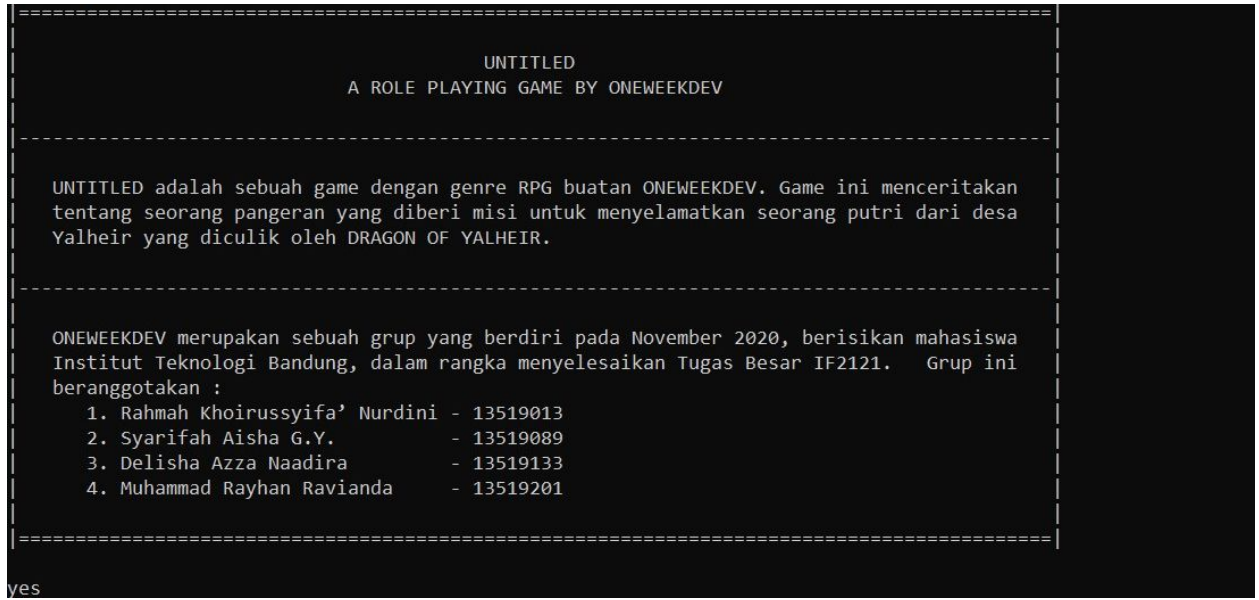 |===========================================================================================|
UNTITLED
A ROLE PLAYING GAME BY ONEWEEKDEV
|-------------------------------------------------------------------------------------------|
UNTITLED adalah sebuah game dengan genre RPG buatan ONEWEEKDEV. Game ini menceritakan
tentang seorang pangeran yang diberi misi untuk menyelamatkan seorang putri dari desa
Yalheir yang diculik oleh DRAGON OF YALHEIR.
|-------------------------------------------------------------------------------------------|
ONEWEEKDEV merupakan sebuah grup yang berdiri pada November 2020, berisikan mahasiswa
Institut Teknologi Bandung, dalam rangka menyelesaikan Tugas Besar IF2121.   Grup ini
beranggotakan :
1. Rahmah Khoirussyifa’ Nurdini - 13519013
2. Syarifah Aisha G.Y.          - 13519089
3. Delisha Azza Naadira         - 13519133
4. Muhammad Rayhan Ravianda     - 13519201
|===========================================================================================|
yes